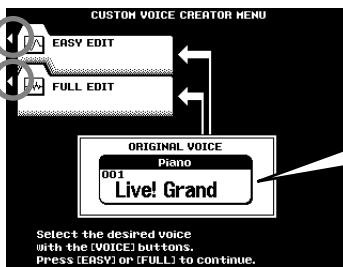 CUSTOM VOICE CREATOR MENU
EASY EDIT
FULL EDIT
ORIGINAL VOICE
Piano
001
Live! Grand
Select the desired voice
with the [VOICE] buttons.
Press [EASY] or [FULL] to continue.